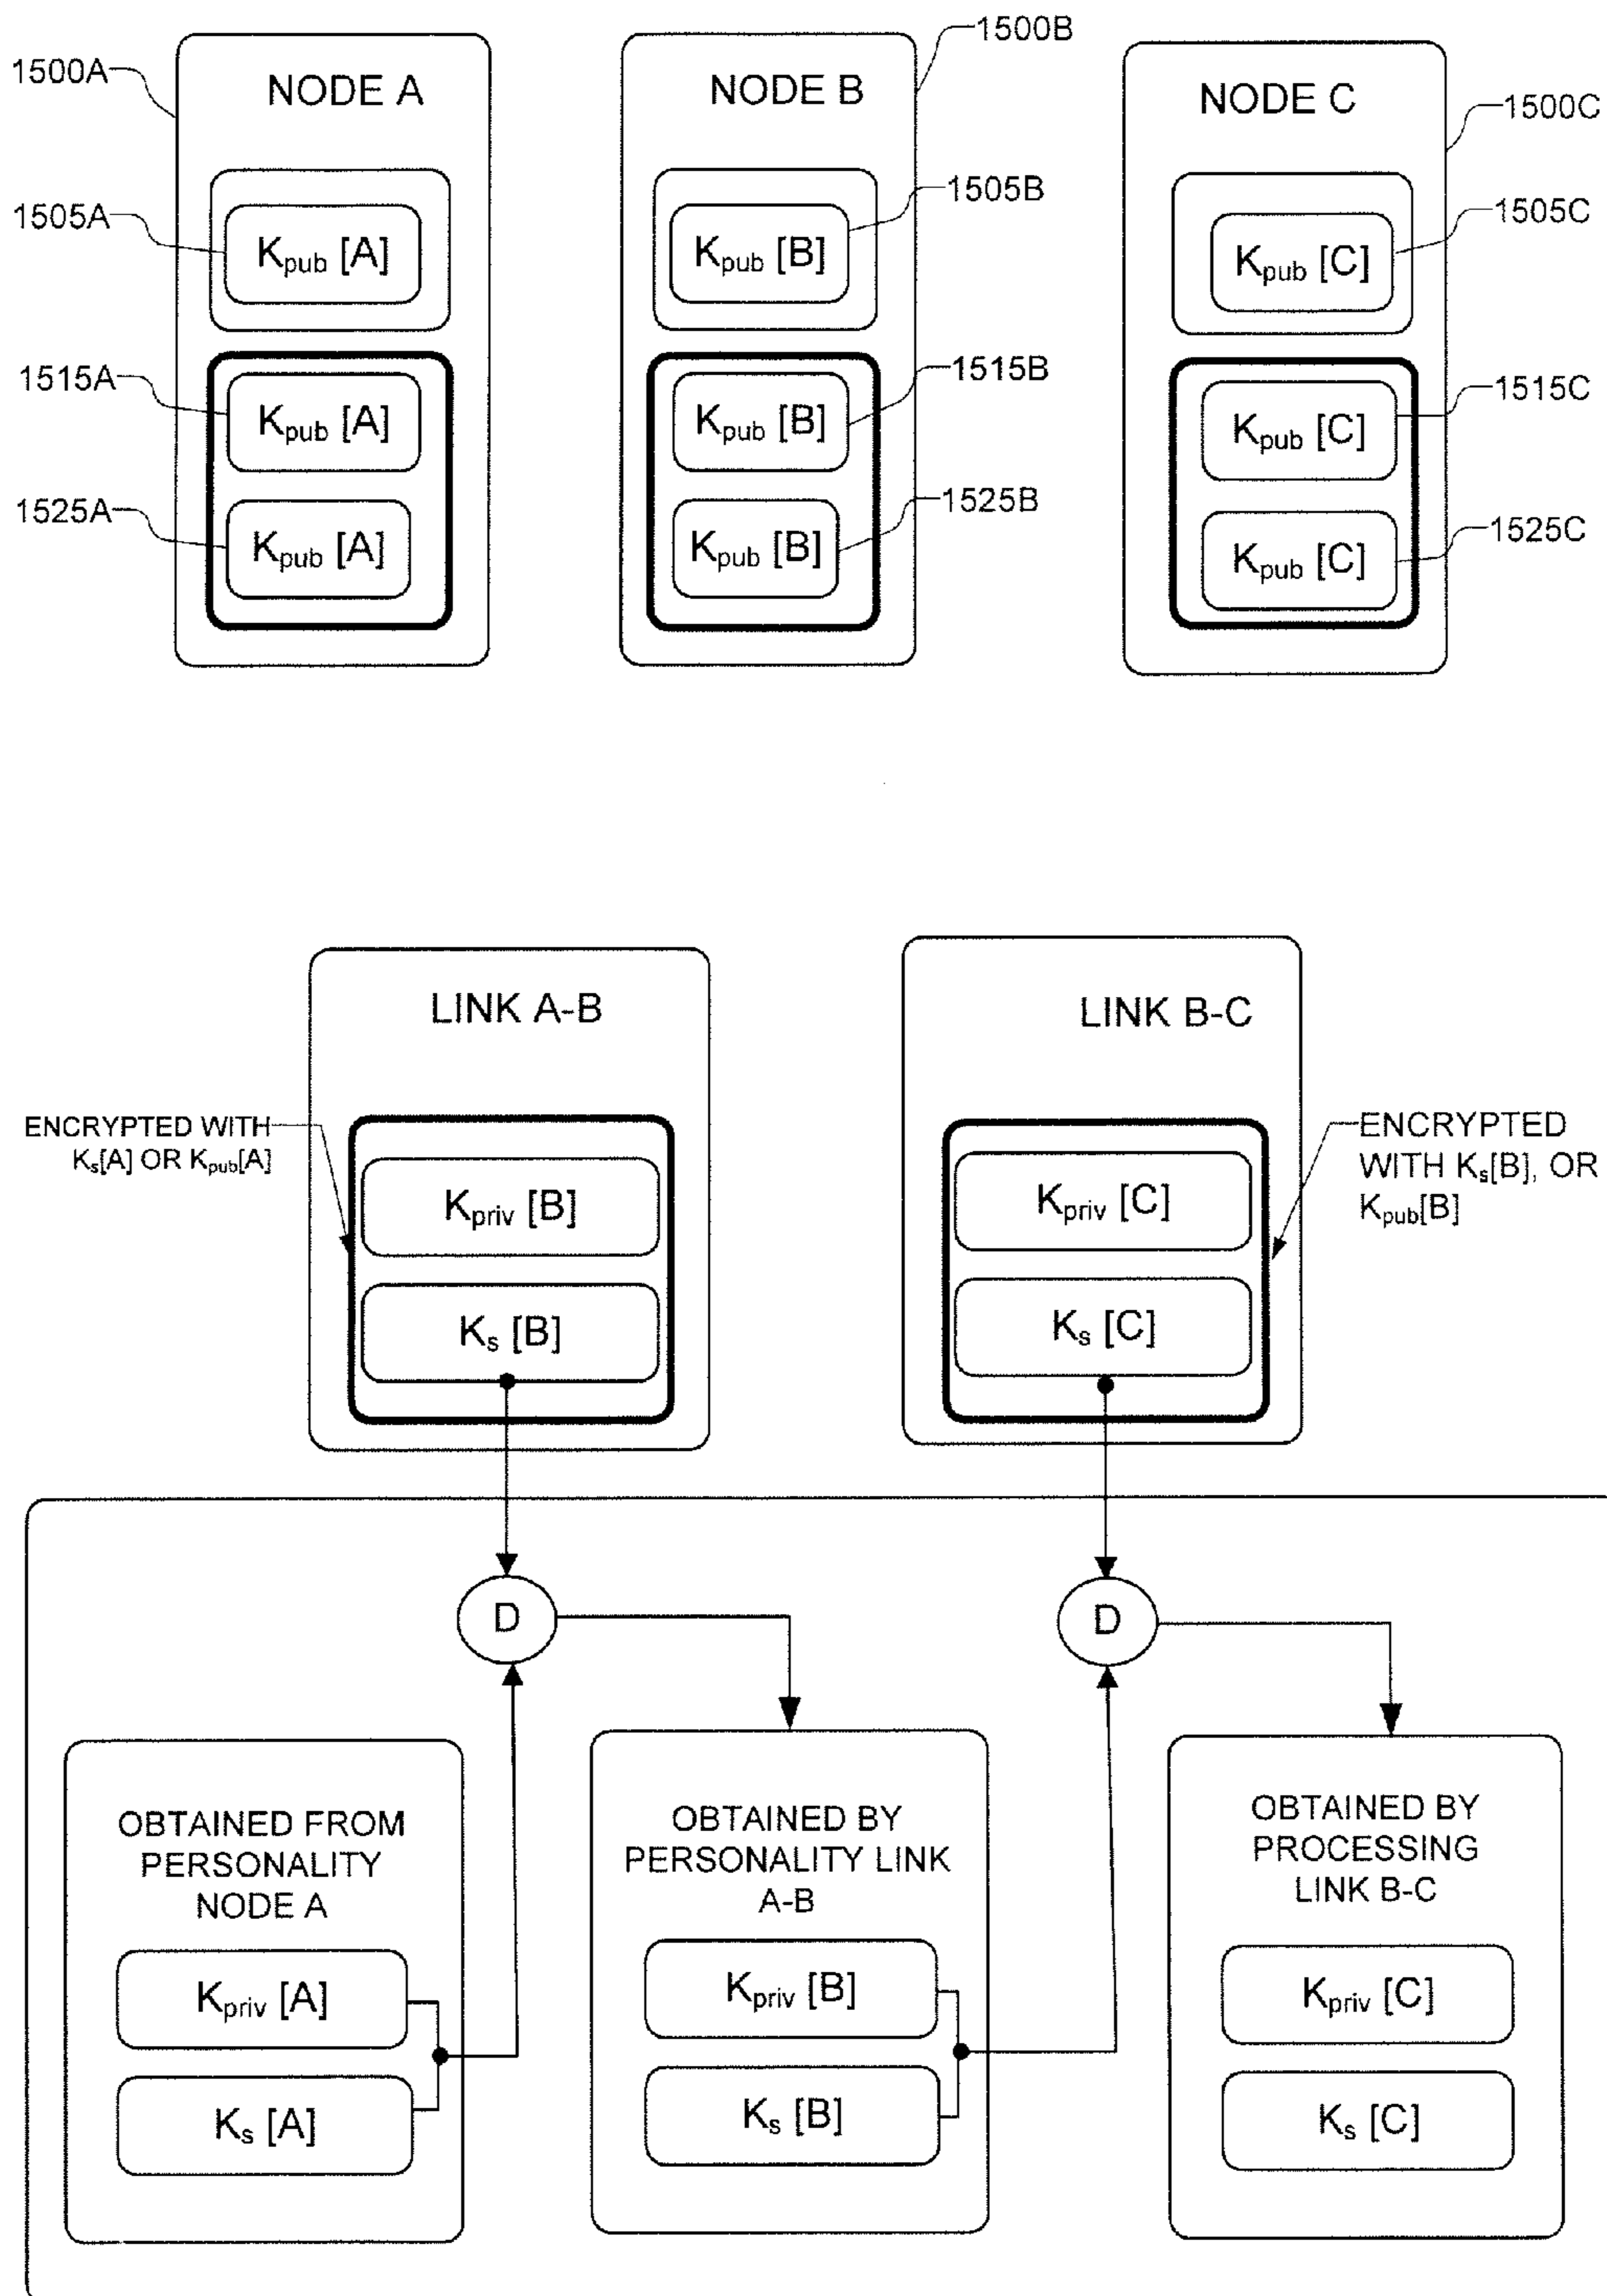 1500A
NODE A
1505A
Kpub [A]
1515A
Kpub [A]
1525A
Kpub [A]
1500B
NODE B
1505B
Kpub [B]
1515B
Kpub [B]
1525B
Kpub [B]
1500C
NODE C
1505C
Kpub [C]
1515C
Kpub [C]
1525C
Kpub [C]
LINK A-B
ENCRYPTED WITH
Ks[A] OR Kpub[A]
Kpriv [B]
Ks [B]
LINK B-C
ENCRYPTED
WITH Ks[B], OR
Kpub[B]
Kpriv [C]
Ks [C]
D
D
OBTAINED FROM
PERSONALITY
NODE A
Kpriv [A]
Ks [A]
OBTAINED BY
PERSONALITY LINK
A-B
Kpriv [B]
Ks [B]
OBTAINED BY
PROCESSING
LINK B-C
Kpriv [C]
Ks [C]